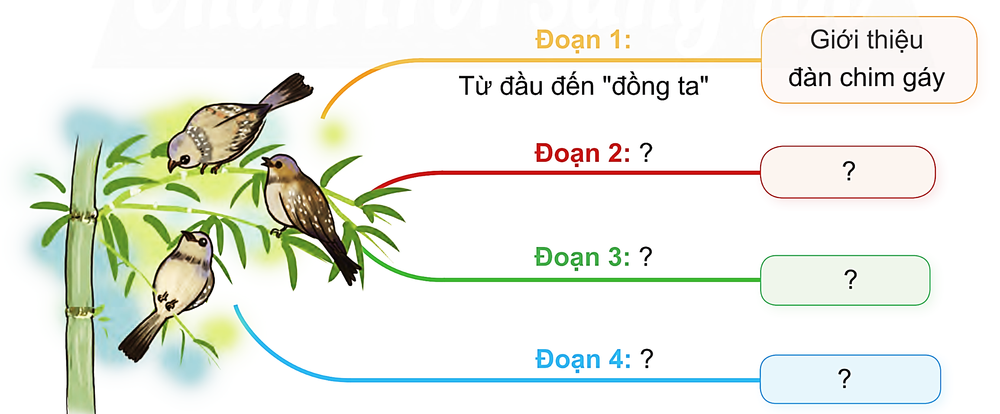 Đoạn 1:
Từ đầu đến "đồng ta"
Giới thiệu
đàn chim gáy
Đoạn 2: ?
?
Đoạn 3: ?
?
Đoạn 4: ?
?